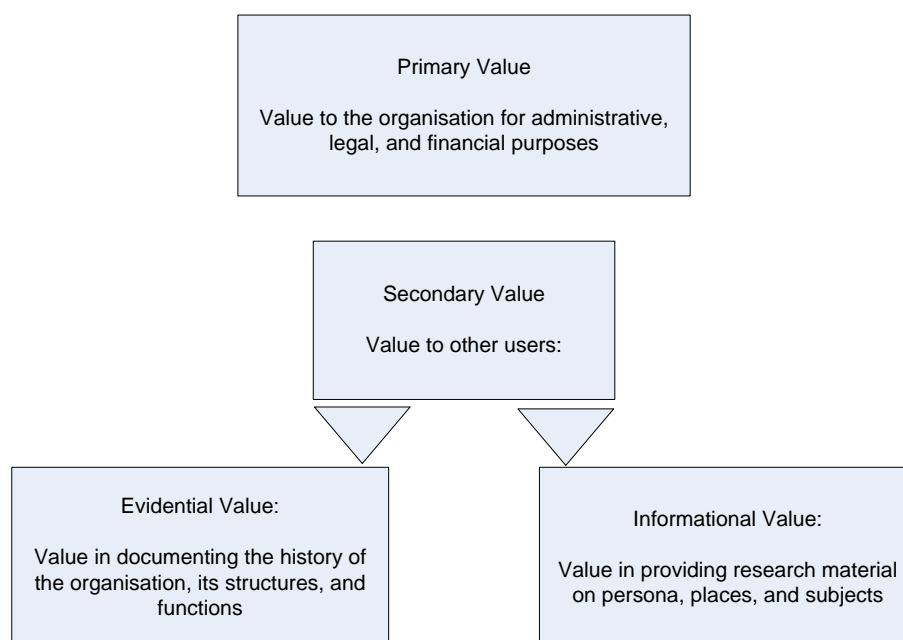 Primary Value
Value to the organisation for administrative,
legal, and financial purposes
Secondary Value
Value to other users:
Evidential Value:
Value in documenting the history of
the organisation, its structures, and
functions
Informational Value:
Value in providing research material
on persona, places, and subjects